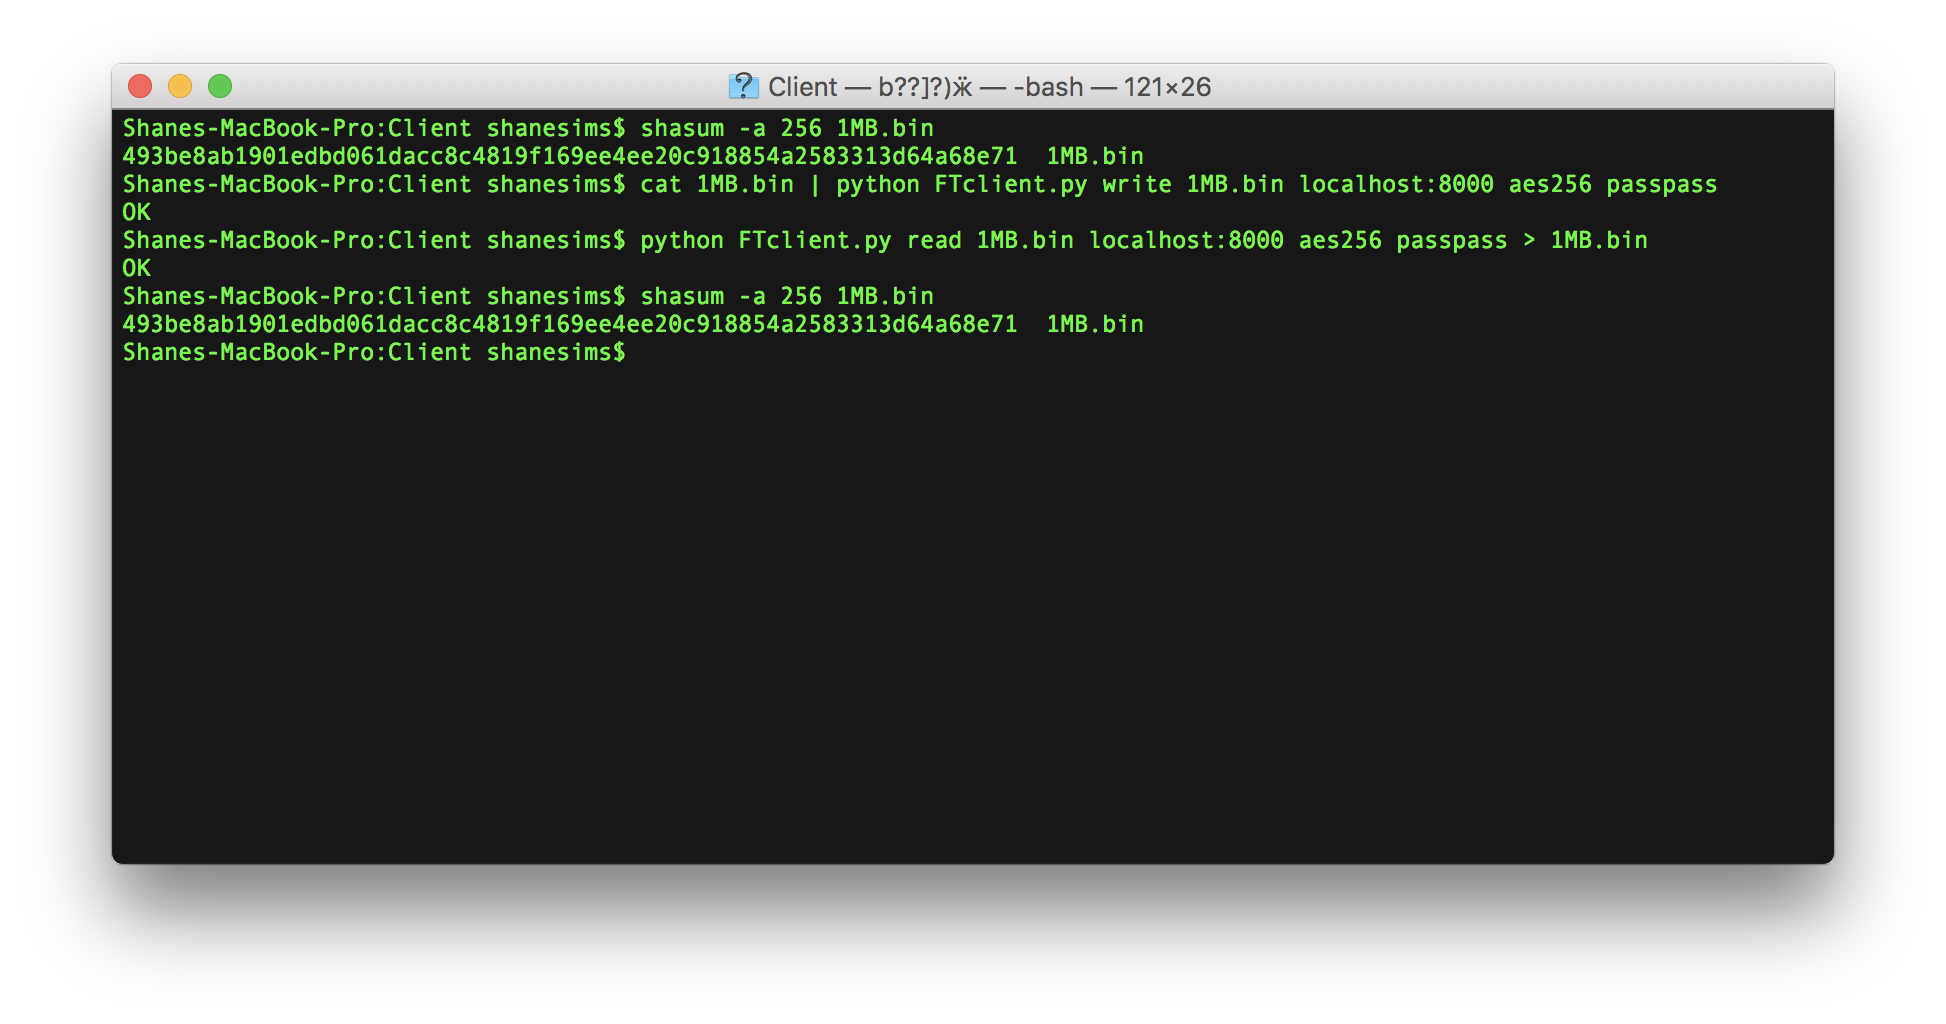 Client — b??]?)ӝ — -bash — 121×26
Shanes-MacBook-Pro:Client shanesims$ shasum -a 256 1MB.bin
493be8ab1901edbd061dacc8c4819f169ee4ee20c918854a2583313d64a68e71  1MB.bin
Shanes-MacBook-Pro:Client shanesims$ cat 1MB.bin | python FTclient.py write 1MB.bin localhost:8000 aes256 passpass
OK
Shanes-MacBook-Pro:Client shanesims$ python FTclient.py read 1MB.bin localhost:8000 aes256 passpass > 1MB.bin
OK
Shanes-MacBook-Pro:Client shanesims$ shasum -a 256 1MB.bin
493be8ab1901edbd061dacc8c4819f169ee4ee20c918854a2583313d64a68e71  1MB.bin
Shanes-MacBook-Pro:Client shanesims$